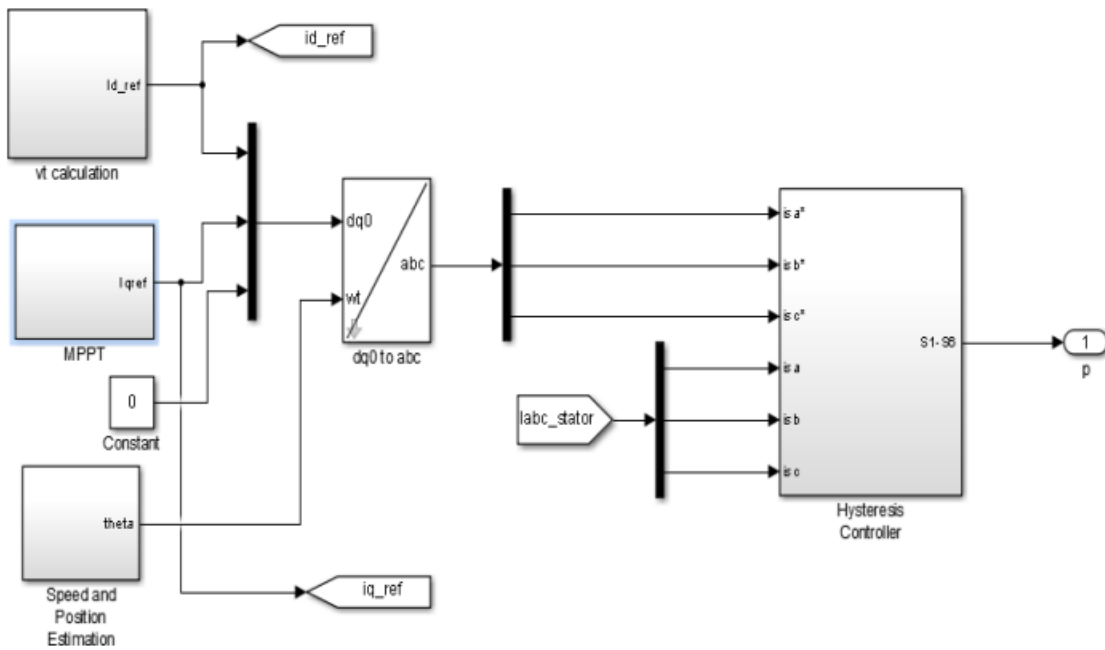 id_ref
Id_ref
vt calculation
Iqref
MPPT
0
Constant
theta
Speed and
Position
Estimation
iq_ref
dq0
wt
abc
dq0 to abc
Iabc_stator
is a*
is b*
is c*
is a
is b
is c
S1-S6
Hysteresis
Controller
1
p